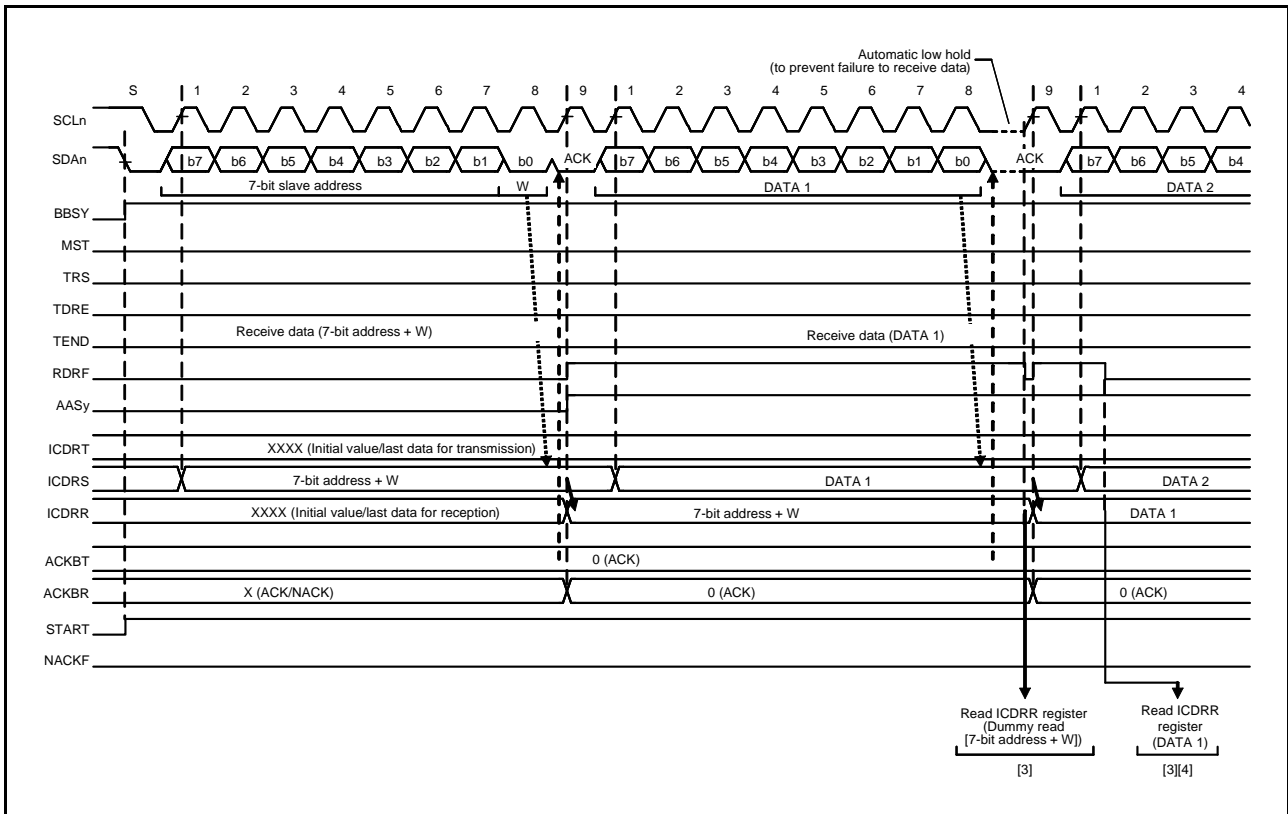 Automatic low hold
(to prevent failure to receive data)
S 1 2 3 4 5 6 7 8 9 1 2 3 4 5 6 7 8 9 1 2 3 4
SCLn
SDAn b7 b6 b5 b4 b3 b2 b1 b0 ACK b7 b6 b5 b4 b3 b2 b1 b0 ACK b7 b6 b5 b4
7-bit slave address W DATA 1 DATA 2
BBSY
MST
TRS
TDRE
Receive data (7-bit address + W) Receive data (DATA 1)
TEND
RDRF
AASy
ICDRT XXXX (Initial value/last data for transmission)
ICDRS 7-bit address + W DATA 1 DATA 2
ICDRR XXXX (Initial value/last data for reception) 7-bit address + W DATA 1
ACKBT 0 (ACK)
ACKBR X (ACK/NACK) 0 (ACK) 0 (ACK)
START
NACKF
Read ICDRR register
(Dummy read
[7-bit address + W])
[3]
Read ICDRR
register
(DATA 1)
[3][4]